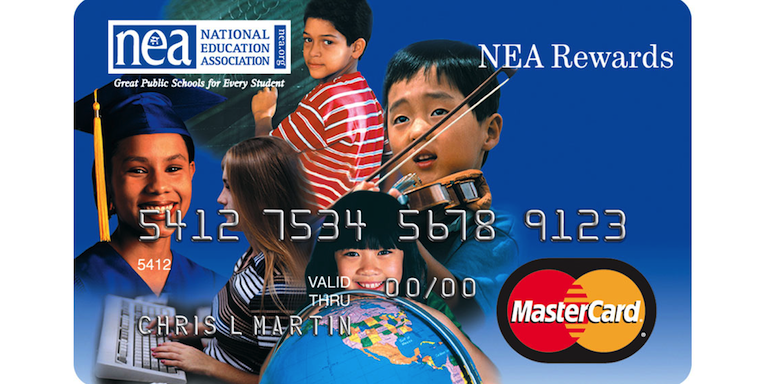 nea
NATIONAL
EDUCATION
ASSOCIATION
nea.org
Great Public Schools for Every Student
NEA Rewards
5412 7534 5678 9123
5412
VALID
THRU
00/00
CHRIS L MARTIN
MasterCard